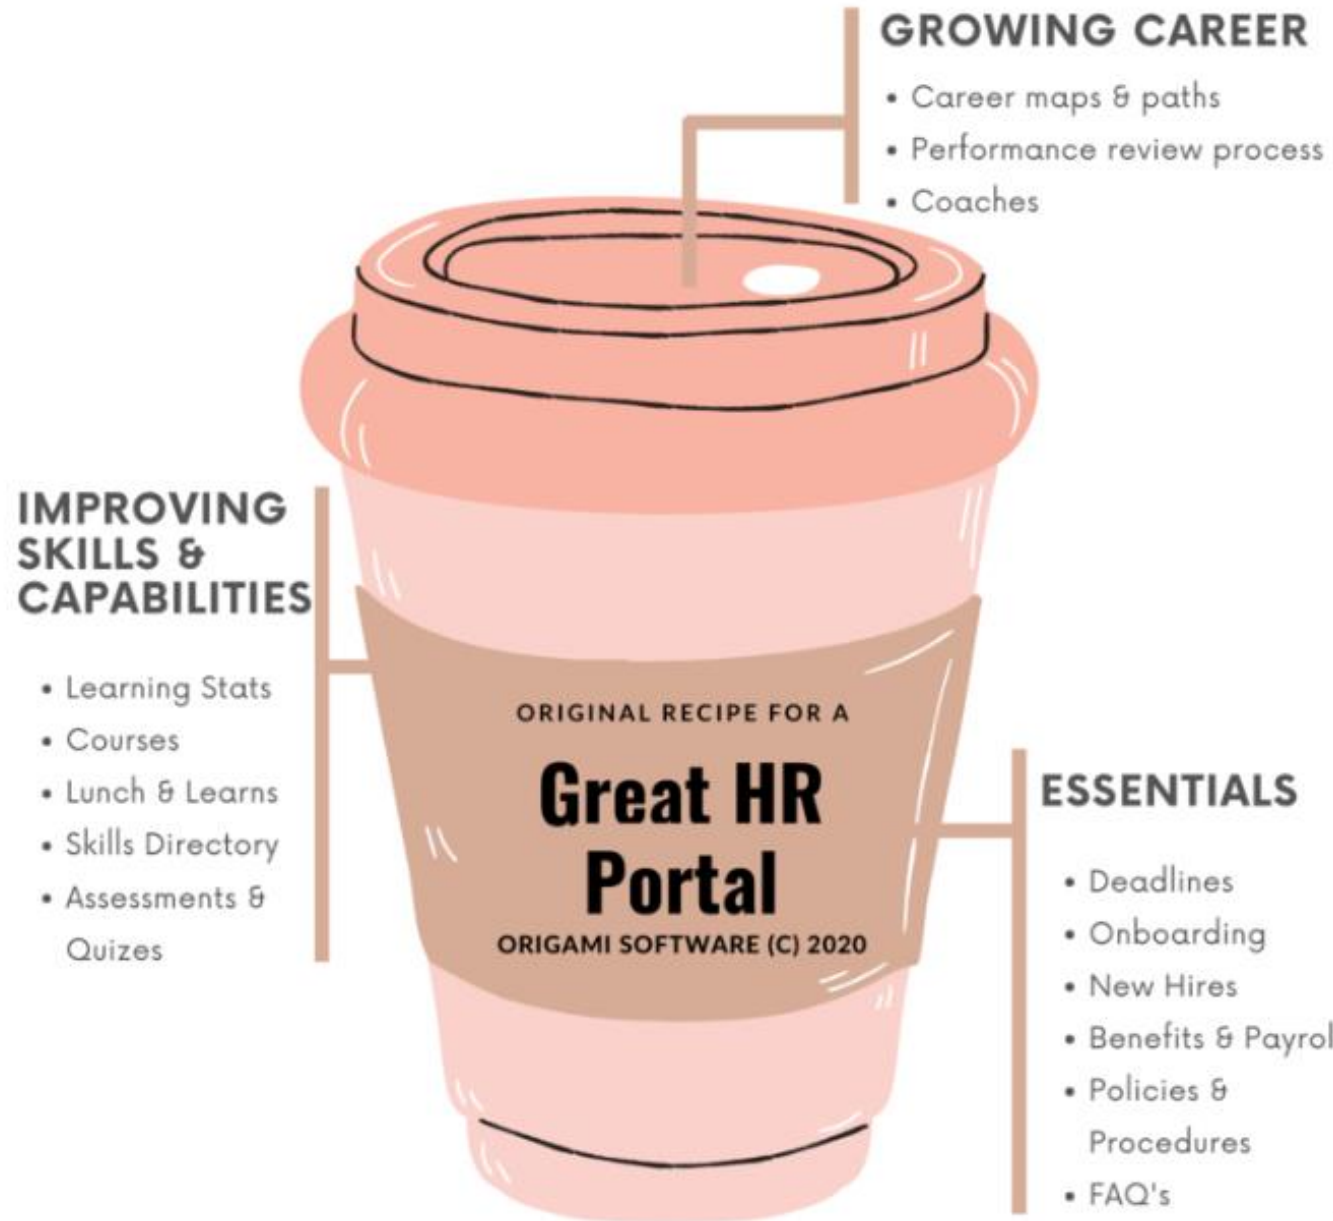 GROWING CAREER
• Career maps & paths
• Performance review process
• Coaches
IMPROVING
SKILLS &
CAPABILITIES
• Learning Stats
• Courses
• Lunch & Learns
• Skills Directory
• Assessments &
Quizes
ORIGINAL RECIPE FOR A
Great HR
Portal
ORIGAMI SOFTWARE (C) 2020
ESSENTIALS
• Deadlines
• Onboarding
• New Hires
• Benefits & Payrol
• Policies &
Procedures
• FAQ's